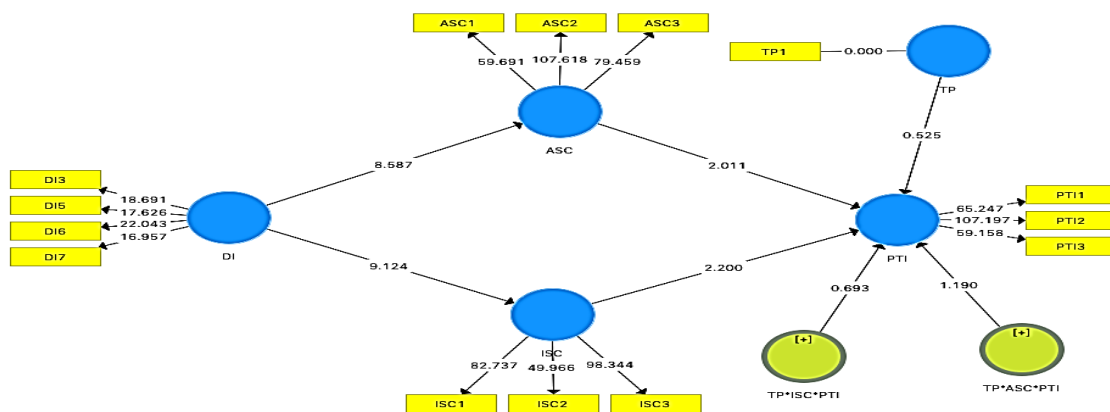 ASC1 ASC2 ASC3
59.691 107.618 79.459
ASC
TP1 0.000
TP
0.525
8.587
2.011
DI3
DI5
DI6
DI7
18.691
17.626
22.043
16.957
DI
PTI
65.247
107.197
59.158
PTI1
PTI2
PTI3
9.124
2.200
0.693
1.190
ISC
82.737 49.966 98.344
ISC1 ISC2 ISC3
[+]
TP*ISC*PTI
[+]
TP*ASC*PTI